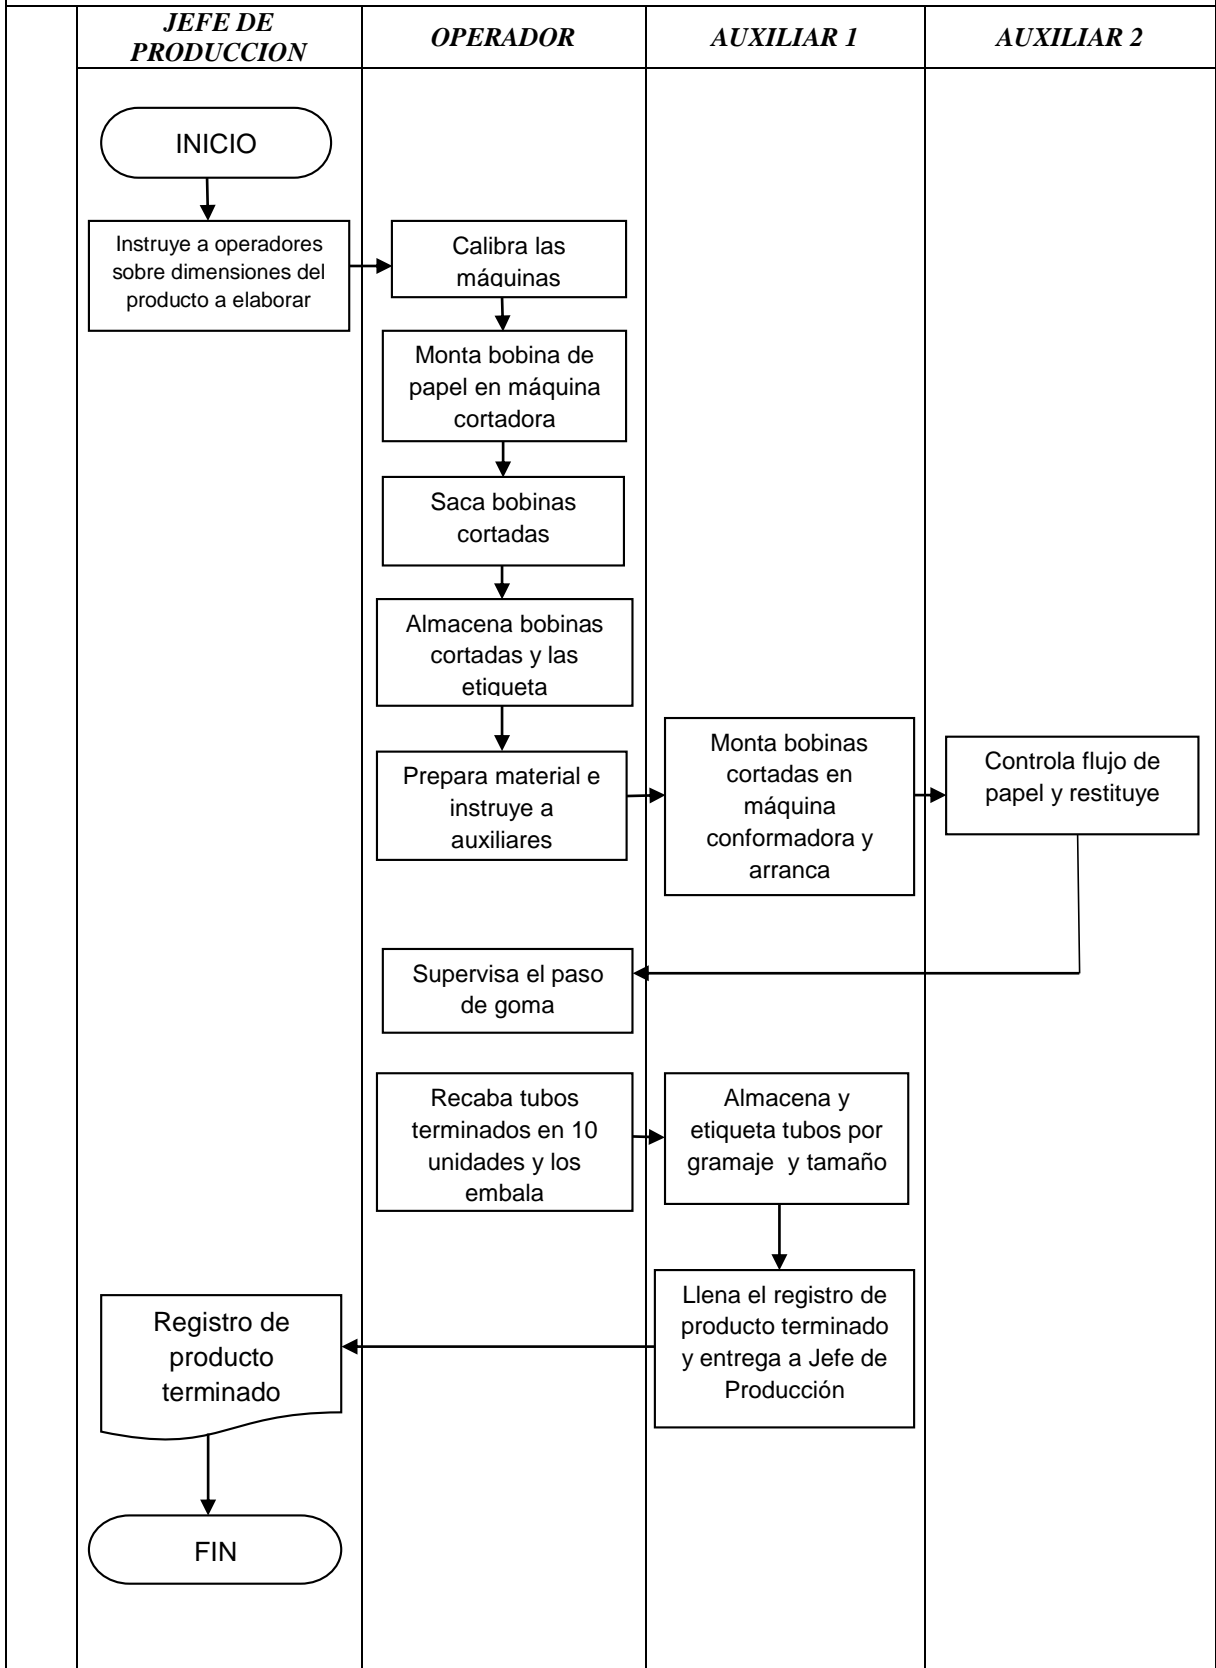 JEFE DE
PRODUCCION
OPERADOR
AUXILIAR 1
AUXILIAR 2
INICIO
Instruye a operadores
sobre dimensiones del
producto a elaborar
Calibra las
máquinas
Monta bobina de
papel en máquina
cortadora
Saca bobinas
cortadas
Almacena bobinas
cortadas y las
etiqueta
Prepara material e
instruye a
auxiliares
Monta bobinas
cortadas en
máquina
conformadora y
arranca
Controla flujo de
papel y restituye
Supervisa el paso
de goma
Recaba tubos
terminados en 10
unidades y los
embala
Almacena y
etiqueta tubos por
gramaje  y tamaño
Llena el registro de
producto terminado
y entrega a Jefe de
Producción
Registro de
producto
terminado
FIN